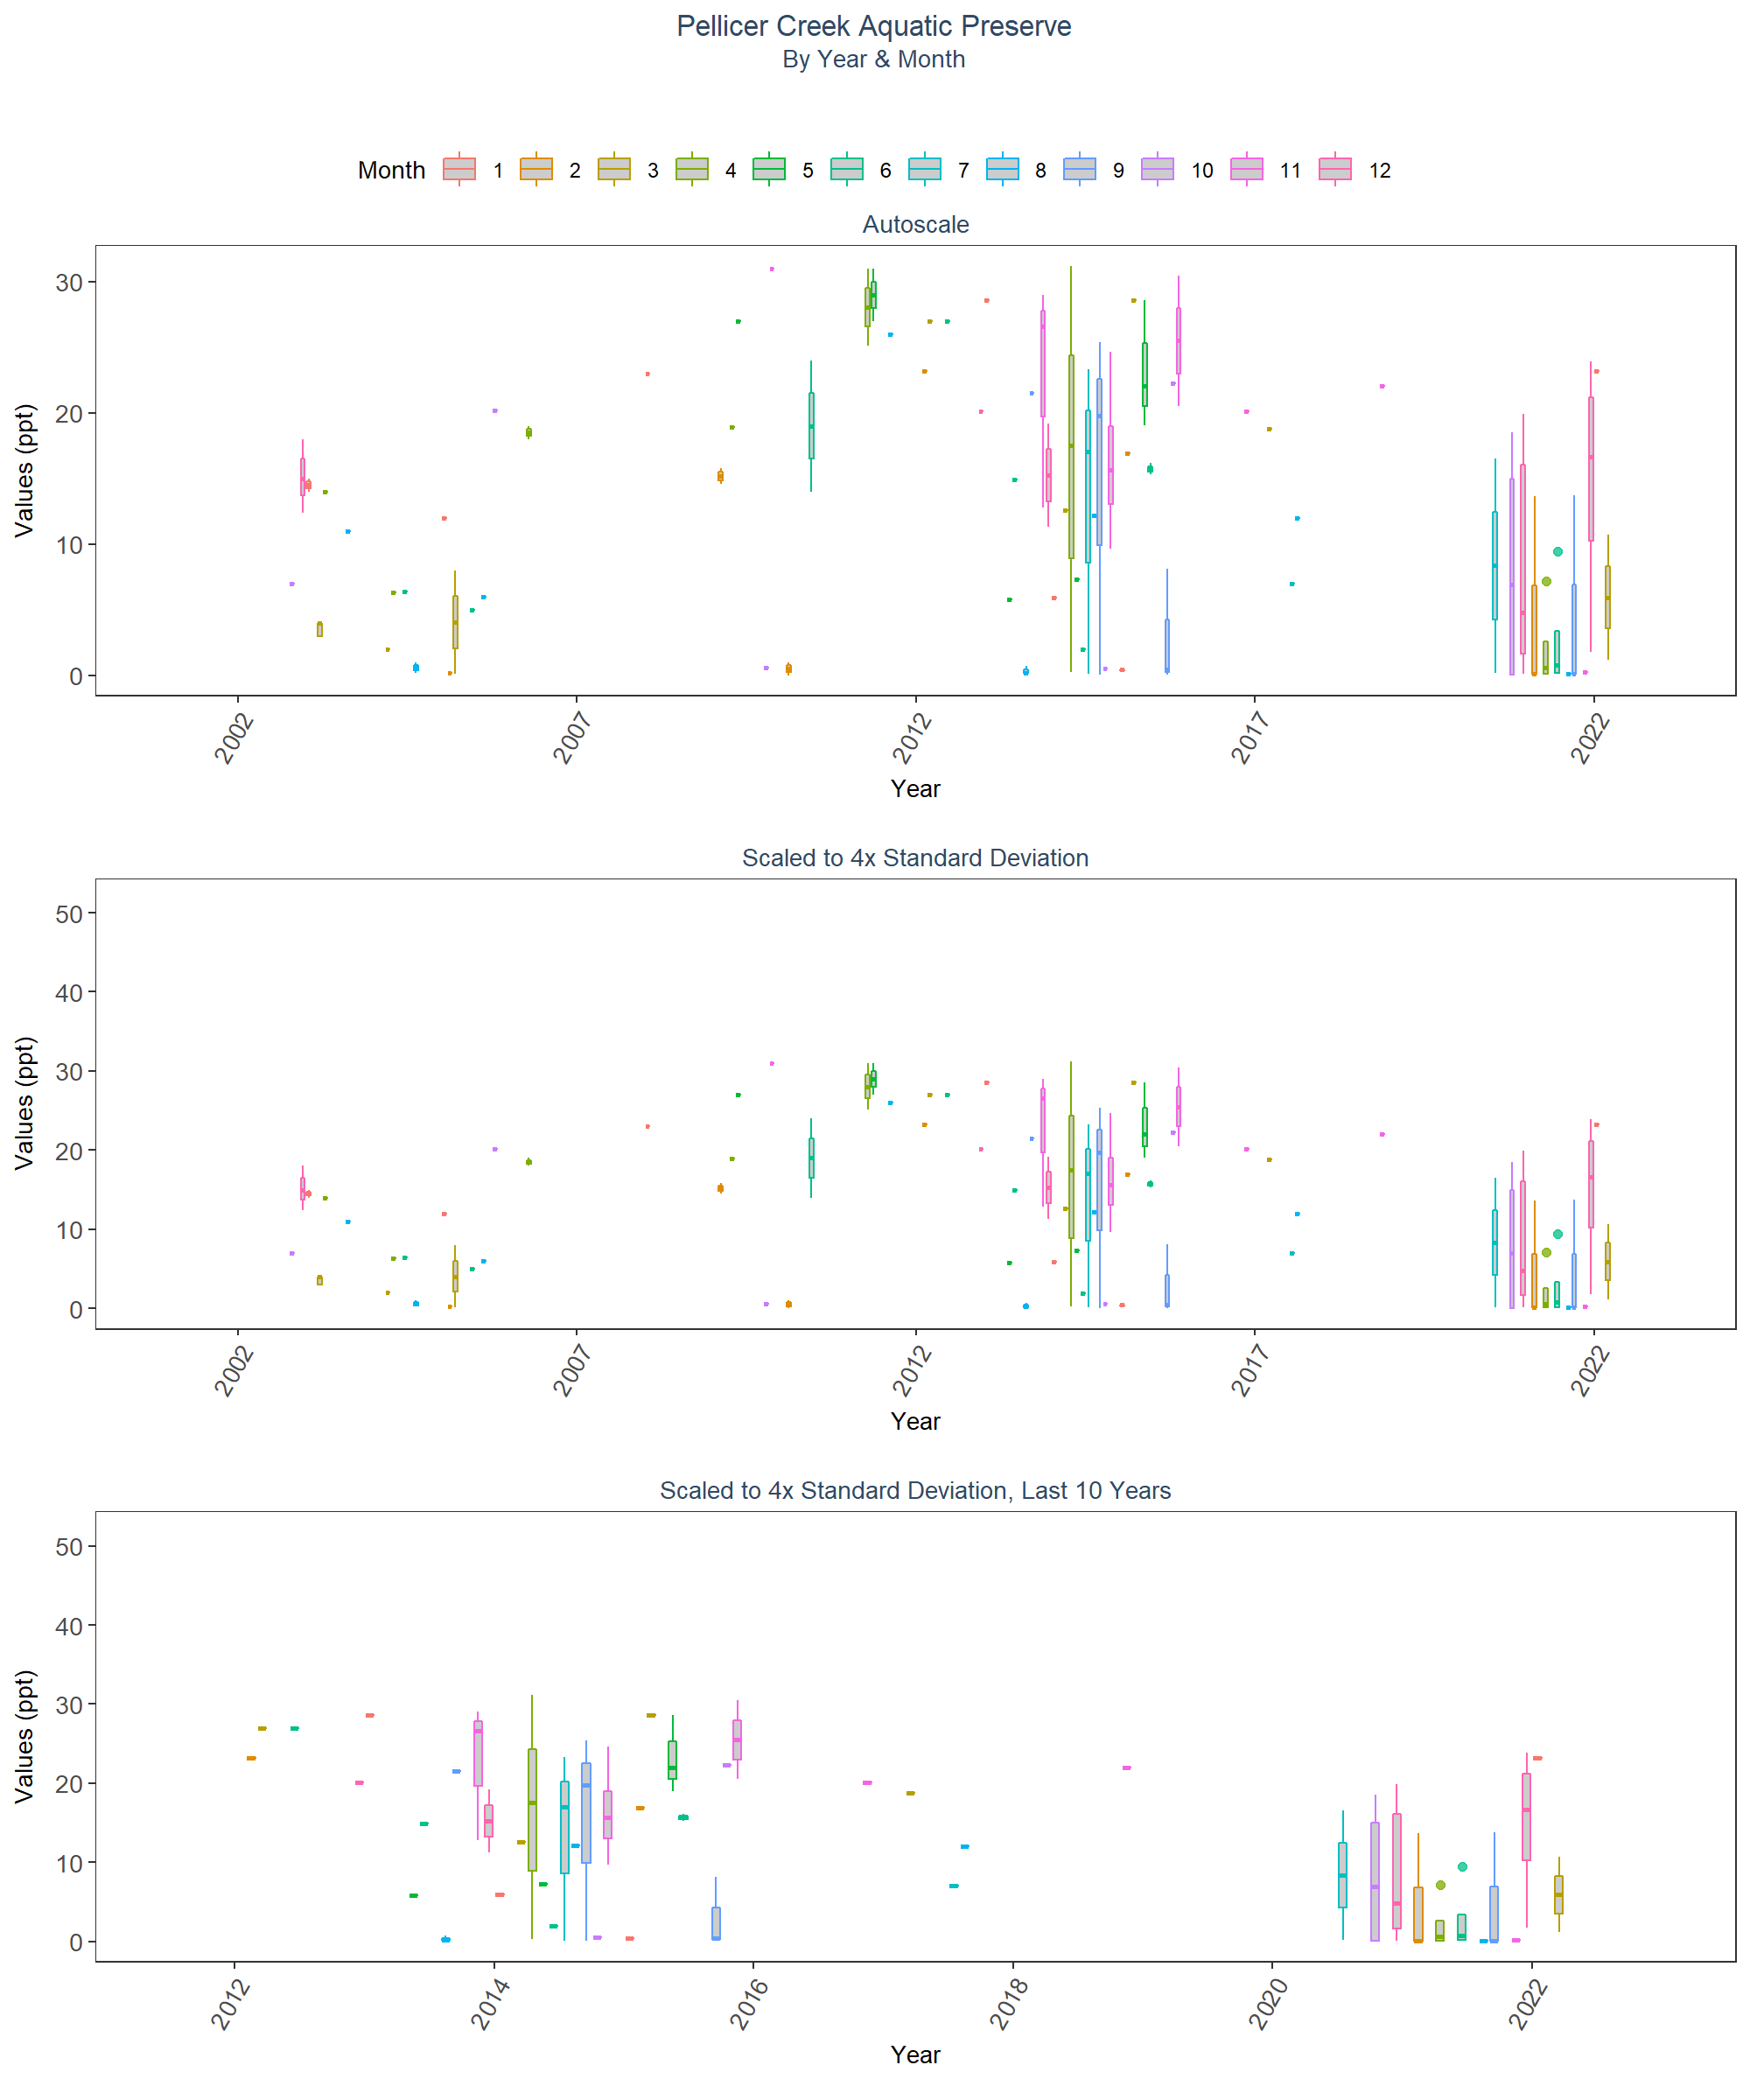 Pellicer Creek Aquatic Preserve
By Year & Month
Month 1 2 3 4 5 6 7 8 9 10 11 12
Autoscale
Values (ppt)
30
20
10
0
2002 2007 2012 2017 2022
Year
Scaled to 4x Standard Deviation
Values (ppt)
50
40
30
20
10
0
2002 2007 2012 2017 2022
Year
Scaled to 4x Standard Deviation, Last 10 Years
Values (ppt)
50
40
30
20
10
0
2012 2014 2016 2018 2020 2022
Year